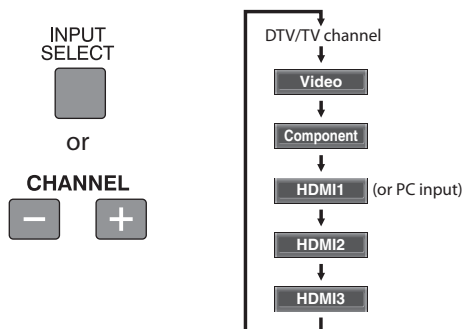 INPUT
SELECT
or
CHANNEL
− +
DTV/TV channel
Video
Component
HDMI1 (or PC input)
HDMI2
HDMI3